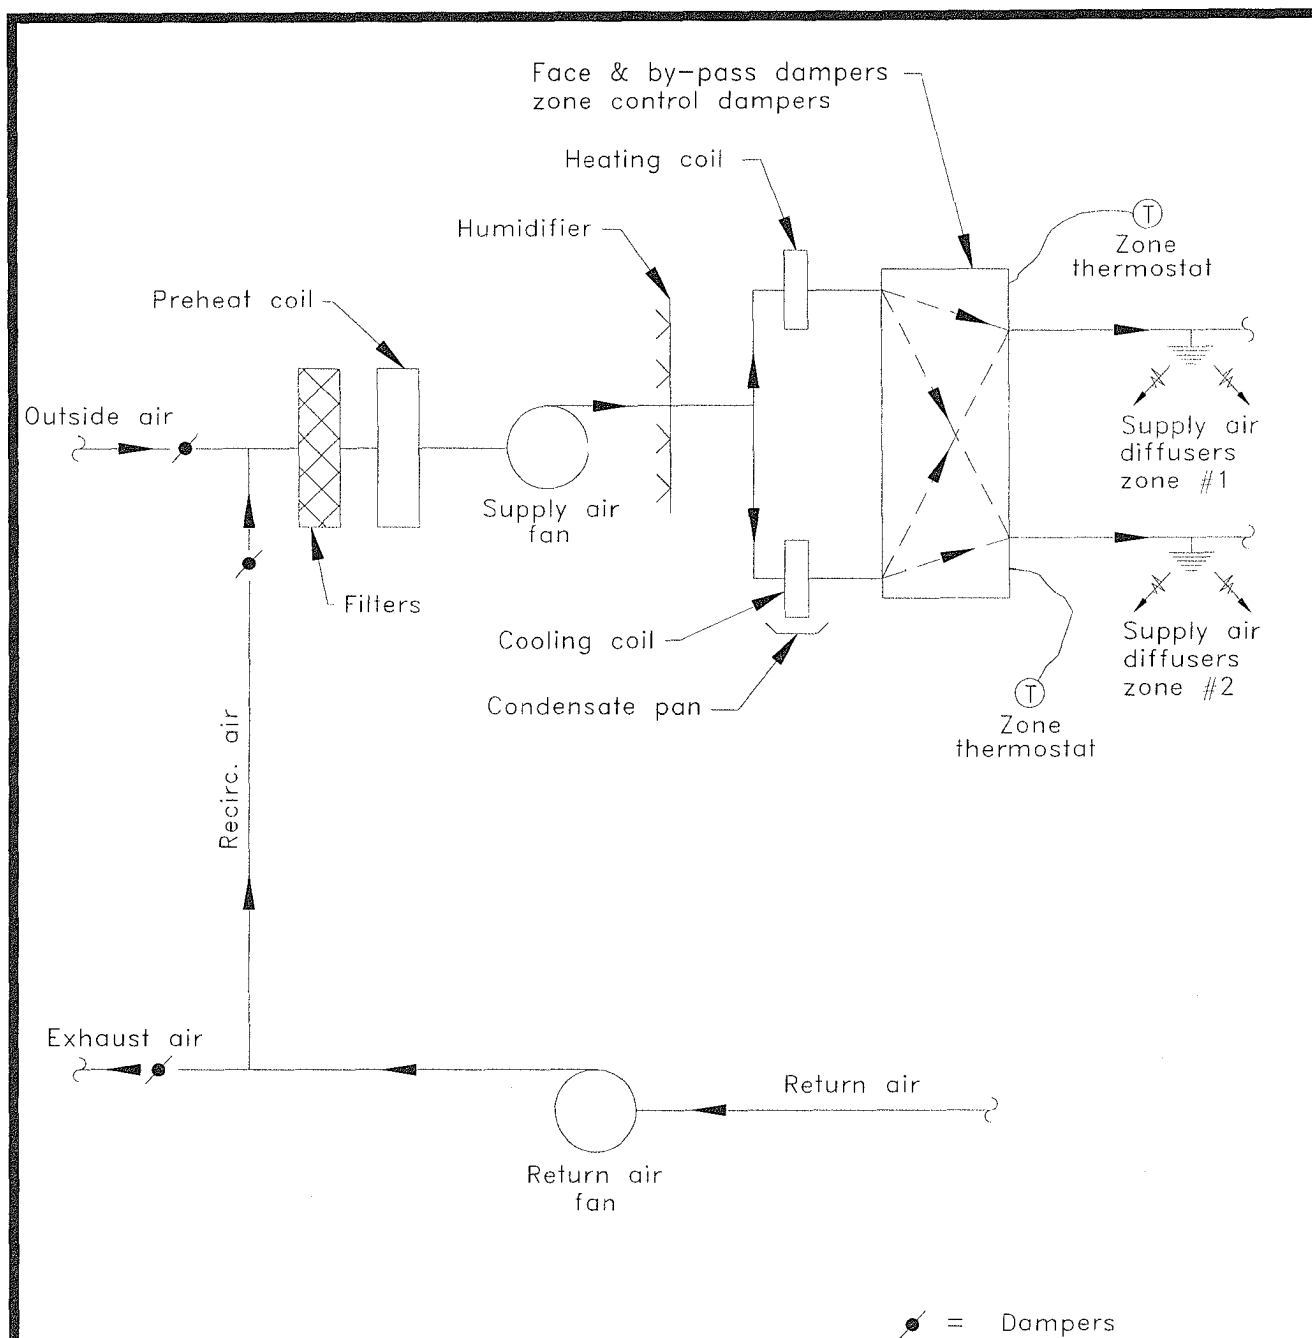 Face & by-pass dampers
zone control dampers
Heating coil
Humidifier
Preheat coil
T
Zone
thermostat
Outside air
Supply air
fan
Filters
Supply air
diffusers
zone #1
Cooling coil
Condensate pan
Supply air
diffusers
zone #2
T
Zone
thermostat
Recirc. air
Exhaust air
Return air
Return air
fan
= Dampers